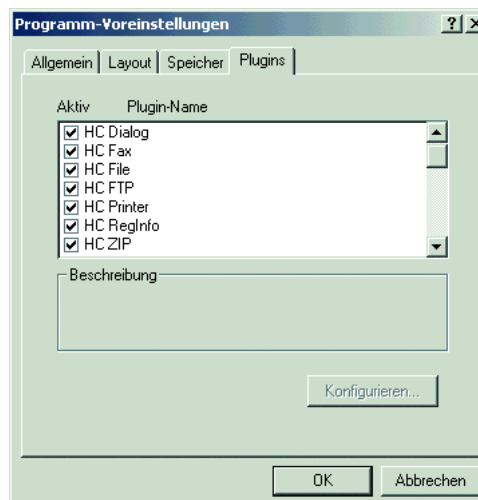 Programm-Voreinstellungen
Allgemein Layout Speicher Plugins
Aktiv Plugin-Name
HC Dialog
HC Fax
HC File
HC FTP
HC Printer
HC RegInfo
HC ZIP
Beschreibung
Konfigurieren...
OK Abbrechen